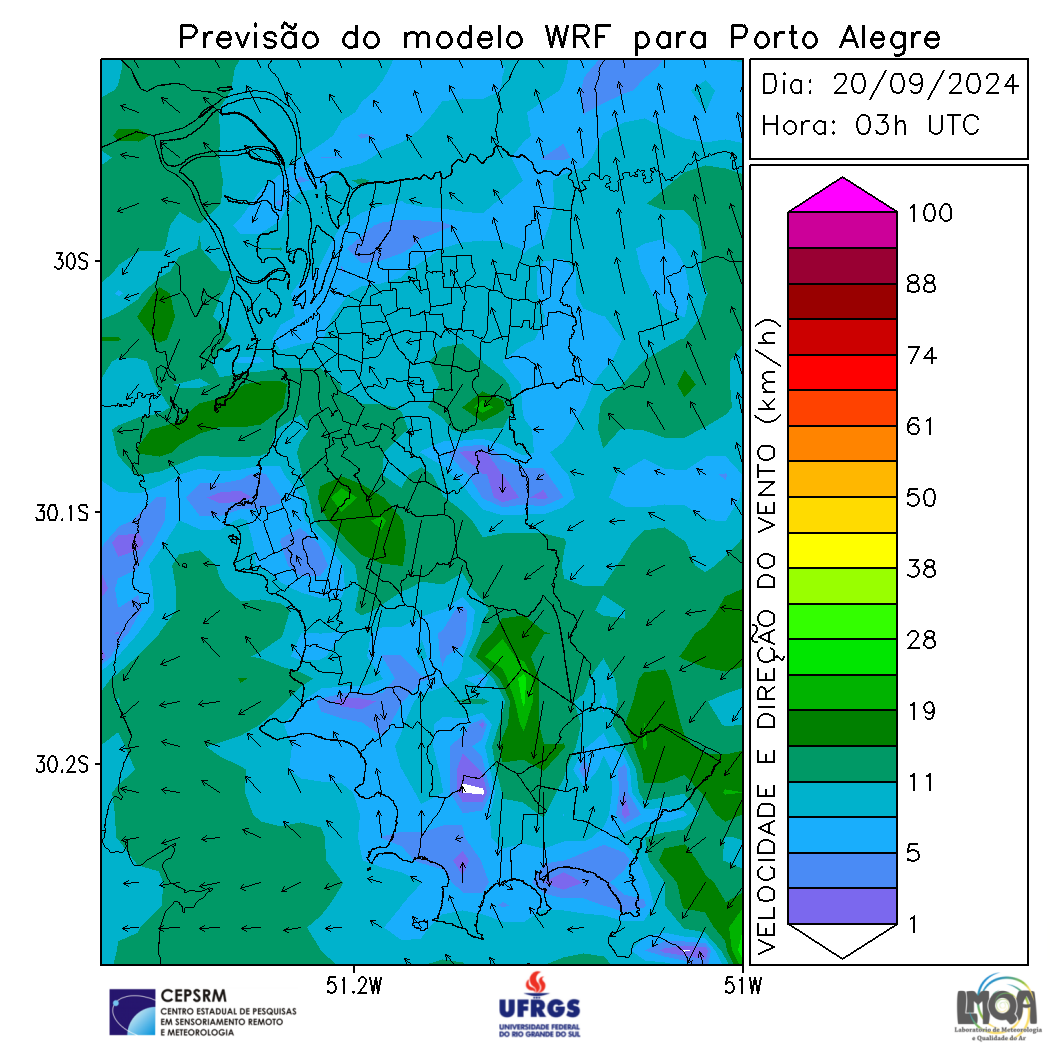 Previsão do modelo WRF para Porto Alegre
Dia: 20/09/2024
Hora: 03h UTC
30S
30.1S
30.2S
51.2W
51W
VELOCIDADE E DIREÇÃO DO VENTO (km/h)
100
88
74
61
50
38
28
19
11
5
1
CEPSRM
CENTRO ESTADUAL DE PESQUISAS
EM SENSORIAMENTO REMOTO
E METEOROLOGIA
UFRGS
UNIVERSIDADE FEDERAL
DO RIO GRANDE DO SUL
LMQA
Laboratório de Meteorologia
e Qualidade do Ar